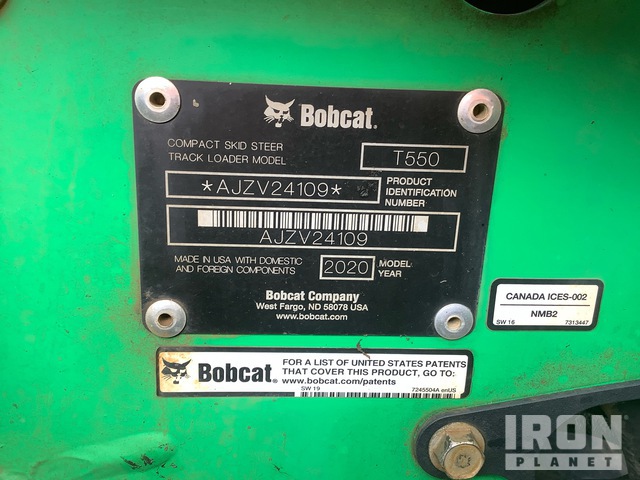 Bobcat.
COMPACT SKID STEER
TRACK LOADER MODEL
T550
*AJZV24109*
PRODUCT
IDENTIFICATION
NUMBER
AJZV24109
MADE IN USA WITH DOMESTIC
AND FOREIGN COMPONENTS
2020
MODEL
YEAR
Bobcat Company
West Fargo, ND 58078 USA
www.bobcat.com
CANADA ICES-002
NMB2
SW 16 7313447
Bobcat®
FOR A LIST OF UNITED STATES PATENTS
THAT COVER THIS PRODUCT, GO TO:
www.bobcat.com/patents
SW 19 7245504A enUS
IRON
PLANET